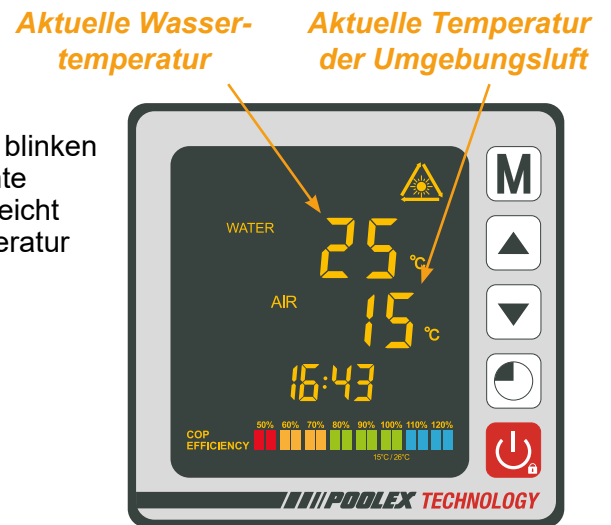 Aktuelle Wasser-
temperatur
Aktuelle Temperatur
der Umgebungsluft
blinken
te
eicht
eratur
M
WATER
25 °C
AIR
15 °C
16:43
50% 60% 70% 80% 90% 100% 110% 120%
COP
EFFICIENCY
15°C / 26°C
POOLEX TECHNOLOGY